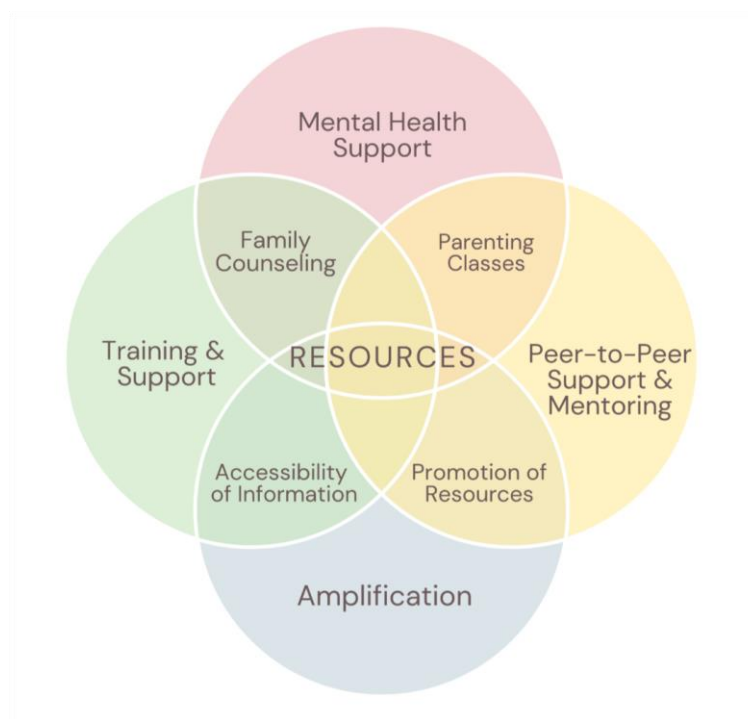 Mental Health
Support
Family
Counseling
Parenting
Classes
Training &
Support
RESOURCES
Peer-to-Peer
Support &
Mentoring
Accessibility
of Information
Promotion of
Resources
Amplification